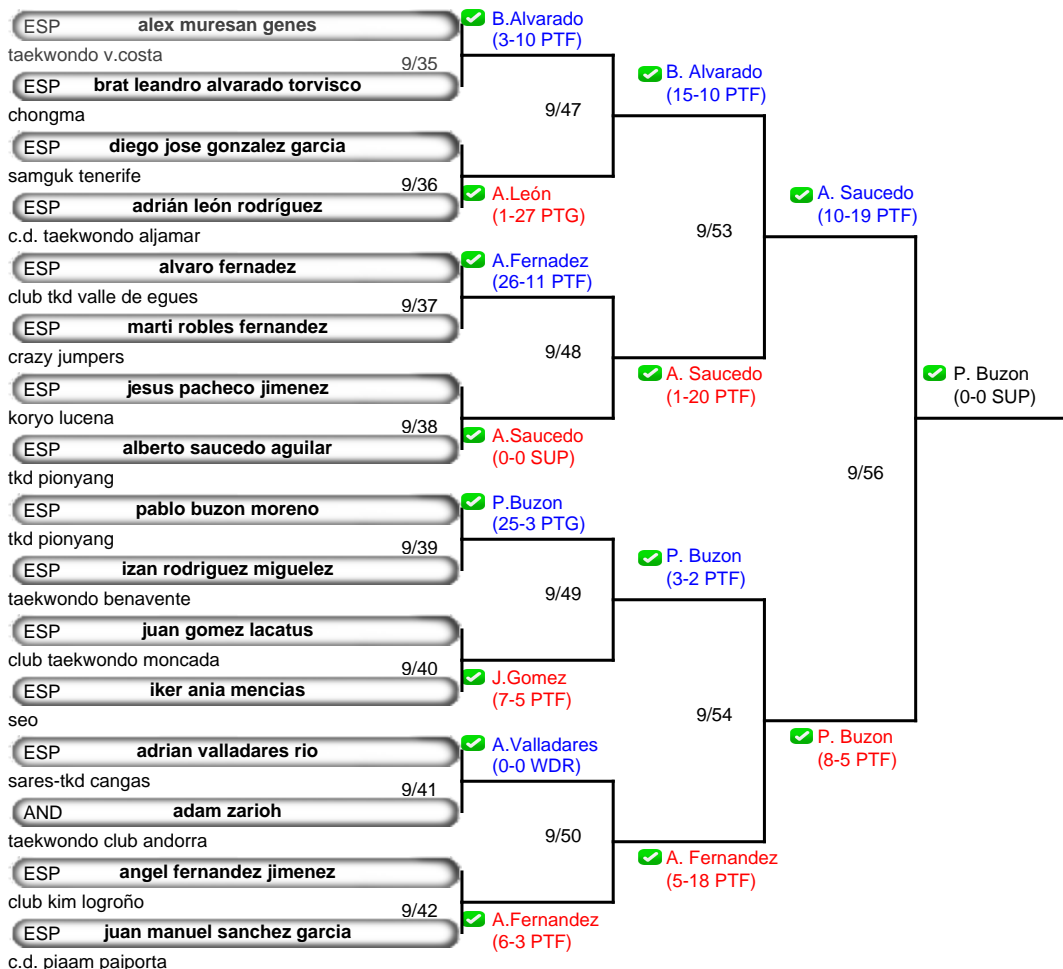 ESP alex muresan genes
taekwondo v.costa
9/35
ESP brat leandro alvarado torvisco
chongma
ESP diego jose gonzalez garcia
samguk tenerife
9/36
ESP adrián león rodríguez
c.d. taekwondo aljamar
ESP alvaro fernadez
club tkd valle de egues
9/37
ESP marti robles fernandez
crazy jumpers
ESP jesus pacheco jimenez
koryo lucena
9/38
ESP alberto saucedo aguilar
tkd pionyang
ESP pablo buzon moreno
tkd pionyang
9/39
ESP izan rodriguez miguelez
taekwondo benavente
ESP juan gomez lacatus
club taekwondo moncada
9/40
ESP iker ania mencias
seo
ESP adrian valladares rio
sares-tkd cangas
9/41
AND adam zarioh
taekwondo club andorra
ESP angel fernandez jimenez
club kim logroño
9/42
ESP juan manuel sanchez garcia
c.d. piaam paiporta
B.Alvarado
(3-10 PTF)
9/47
A.León
(1-27 PTG)
A.Fernadez
(26-11 PTF)
9/48
A.Saucedo
(0-0 SUP)
P.Buzon
(25-3 PTG)
9/49
J.Gomez
(7-5 PTF)
A.Valladares
(0-0 WDR)
9/50
A.Fernandez
(6-3 PTF)
B. Alvarado
(15-10 PTF)
9/53
A. Saucedo
(1-20 PTF)
P. Buzon
(3-2 PTF)
9/54
A. Fernandez
(5-18 PTF)
A. Saucedo
(10-19 PTF)
9/56
P. Buzon
(8-5 PTF)
P. Buzon
(0-0 SUP)